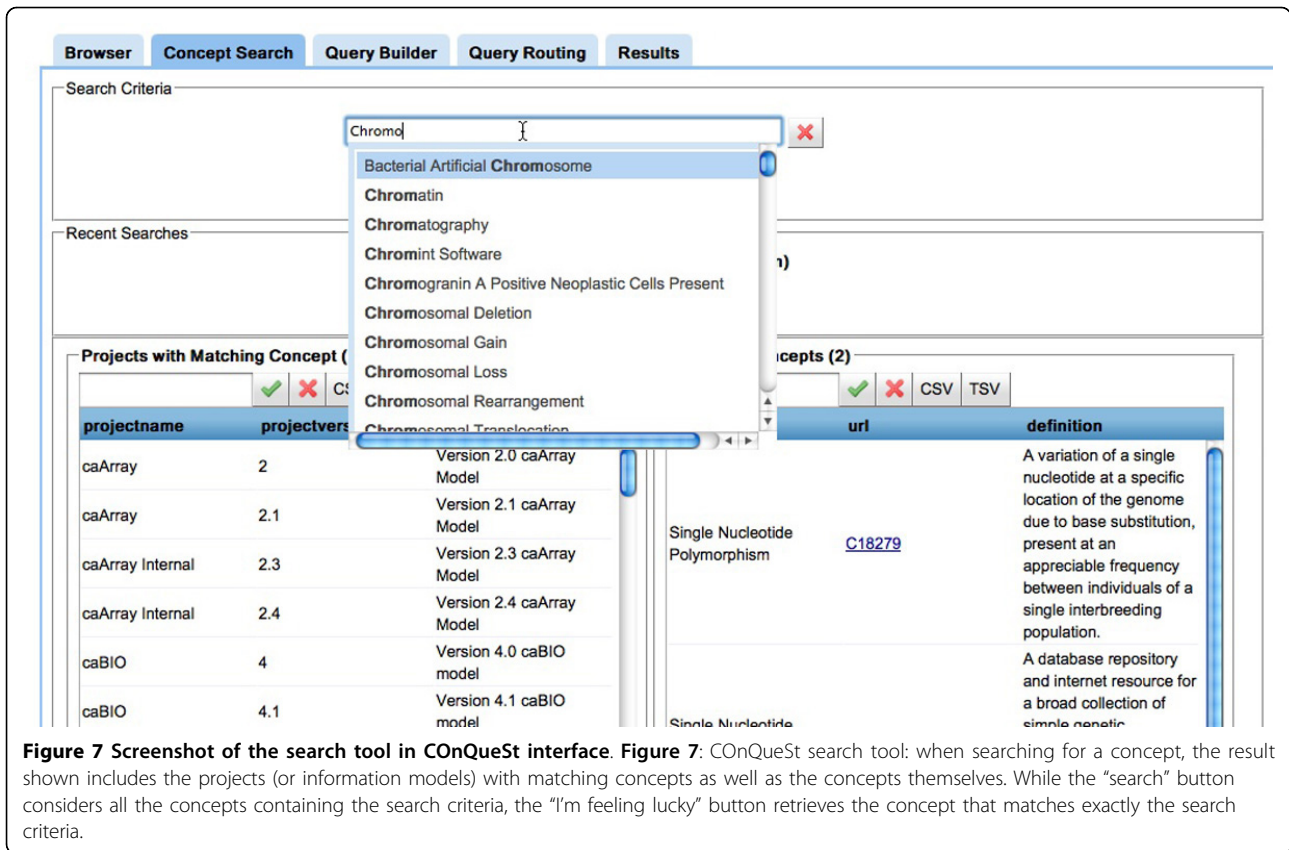 Browser Concept Search Query Builder Query Routing Results
Search Criteria
Chromo
Bacterial Artificial Chromosome
Chromatin
Chromatography
Chromint Software
Chromogranin A Positive Neoplastic Cells Present
Chromosomal Deletion
Chromosomal Gain
Chromosomal Loss
Chromosomal Rearrangement
Chromosomal Translocation
Recent Searches
Projects with Matching Concept (
projectname
caArray 2 Version 2.0 caArray
Model
caArray 2.1 Version 2.1 caArray
Model
caArray Internal 2.3 Version 2.3 caArray
Model
caArray Internal 2.4 Version 2.4 caArray
Model
caBIO 4 Version 4.0 caBIO
model
caBIO 4.1 Version 4.1 caBIO
model
(2)
CSV TSV
url definition
Single Nucleotide
Polymorphism
C18279
A variation of a single
nucleotide at a specific
location of the genome
due to base substitution,
present at an
appreciable frequency
between individuals of a
single interbreeding
population.
Single Nucleotide
A database repository
and internet resource for
a broad collection of
simple genetic
Figure 7 Screenshot of the search tool in COnQueSt interface. Figure 7: COnQueSt search tool: when searching for a concept, the result
shown includes the projects (or information models) with matching concepts as well as the concepts themselves. While the “search” button
considers all the concepts containing the search criteria, the “I’m feeling lucky” button retrieves the concept that matches exactly the search
criteria.